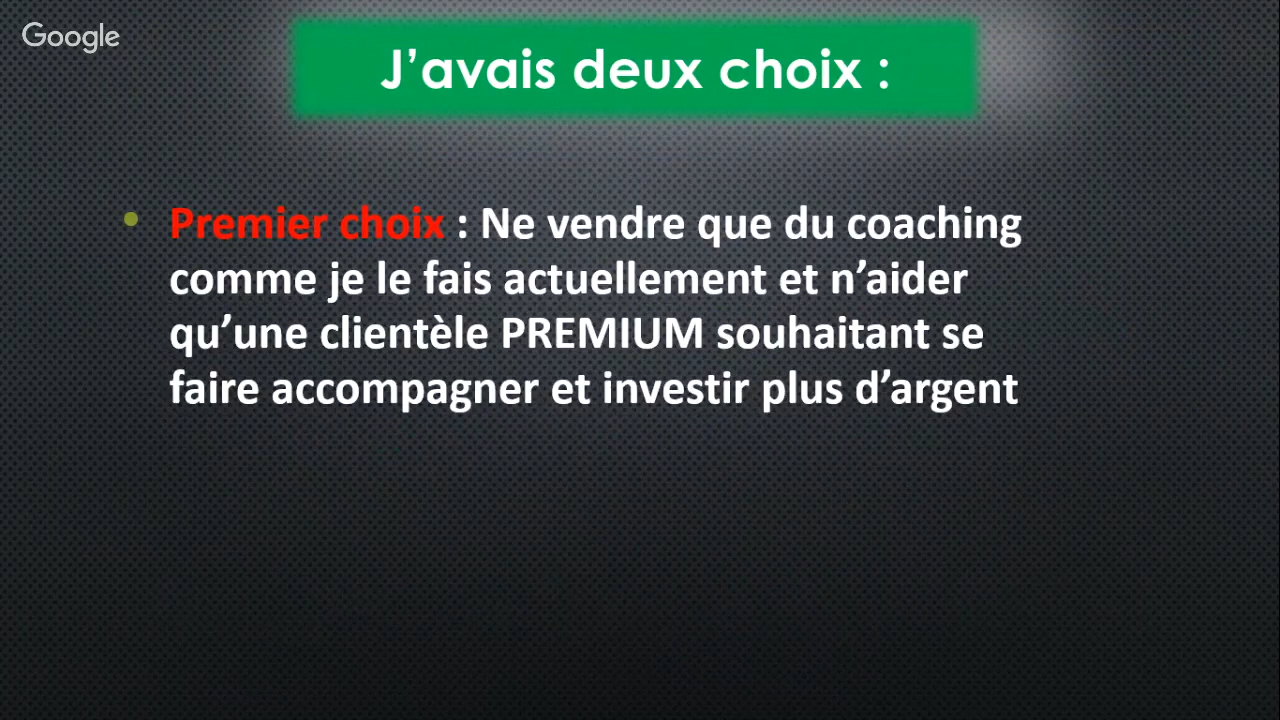 Google
J’avais deux choix :
• Premier choix : Ne vendre que du coaching
comme je le fais actuellement et n’aider
qu’une clientèle PREMIUM souhaitant se
faire accompagner et investir plus d’argent